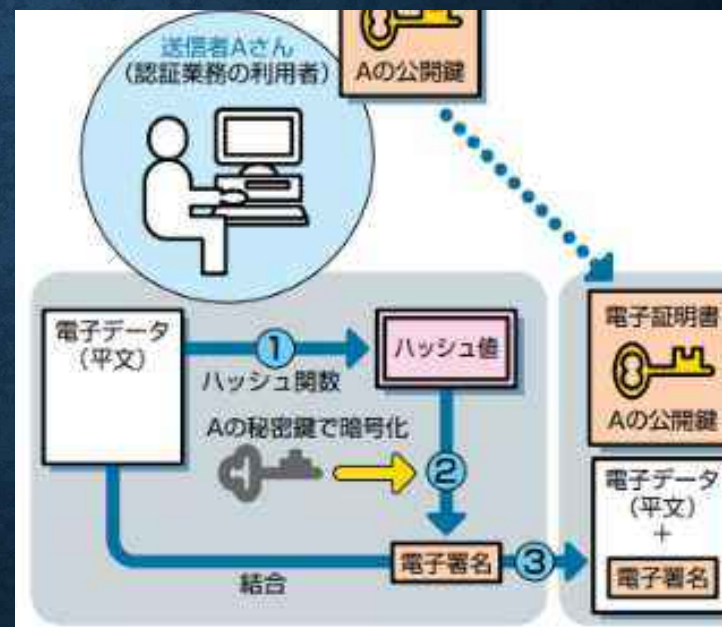 送信者Aさん
(認証業務の利用者)
Aの公開鍵
電子データ
(平文)
①
ハッシュ関数
ハッシュ値
Aの秘密鍵で暗号化
②
電子署名
③
結合
電子証明書
Aの公開鍵
電子データ
(平文)
+
電子署名